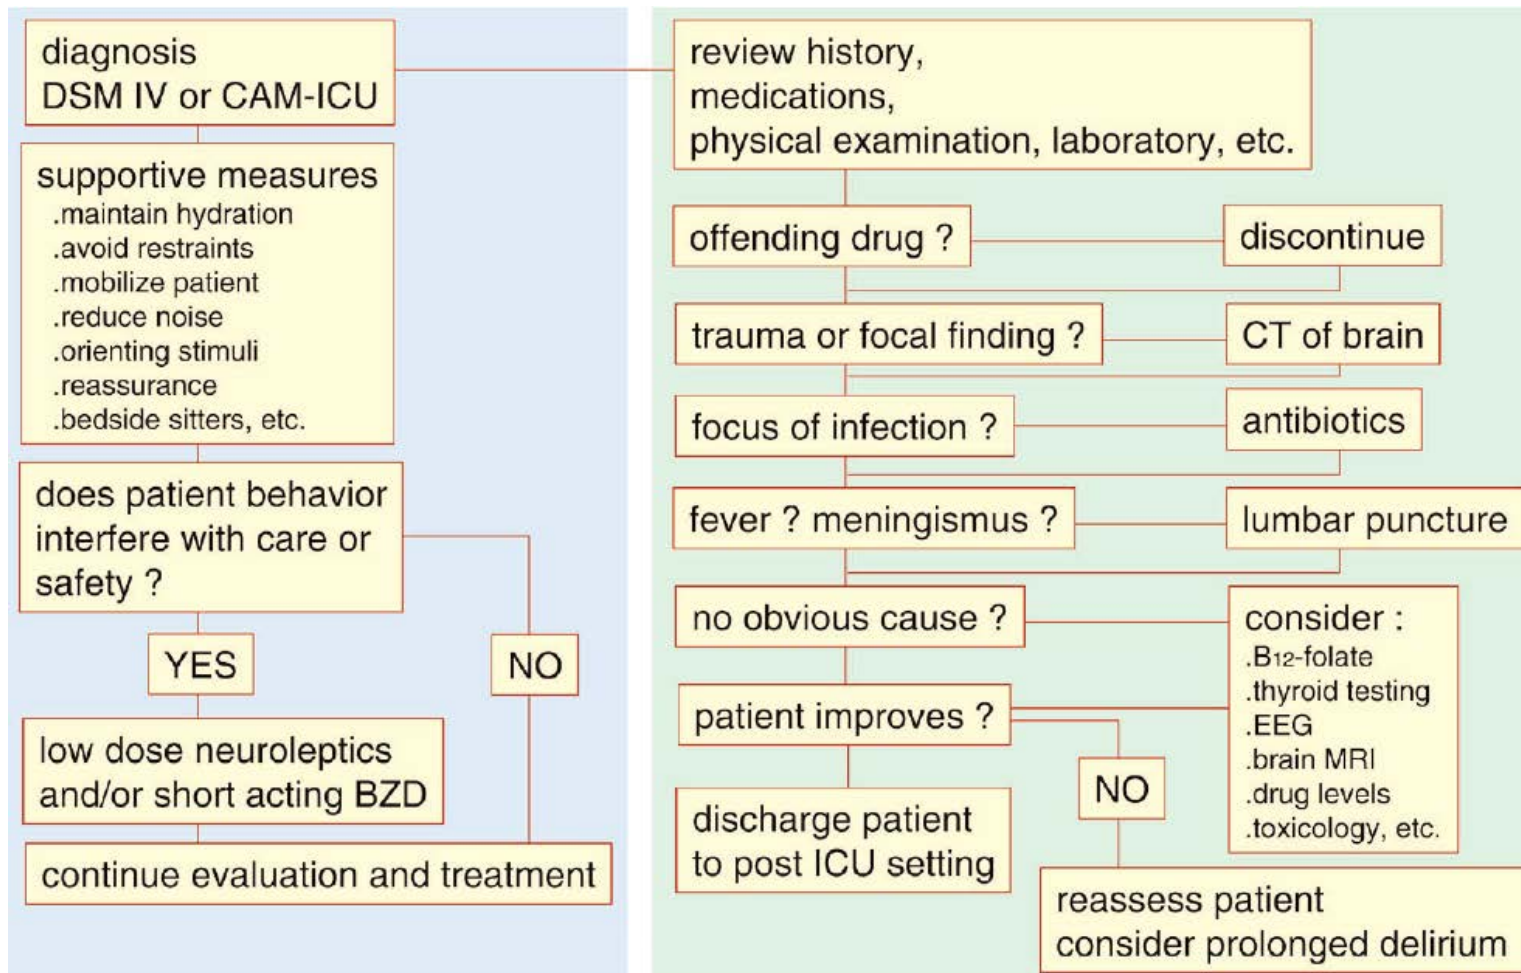 diagnosis
DSM IV or CAM-ICU
supportive measures
.maintain hydration
.avoid restraints
.mobilize patient
.reduce noise
.orienting stimuli
.reassurance
.bedside sitters, etc.
does patient behavior
interfere with care or
safety ?
YES
NO
low dose neuroleptics
and/or short acting BZD
continue evaluation and treatment
review history,
medications,
physical examination, laboratory, etc.
offending drug ?
discontinue
trauma or focal finding ?
CT of brain
focus of infection ?
antibiotics
fever ? meningismus ?
lumbar puncture
no obvious cause ?
consider :
.B12-folate
.thyroid testing
.EEG
.brain MRI
.drug levels
.toxicology, etc.
patient improves ?
NO
discharge patient
to post ICU setting
reassess patient
consider prolonged delirium